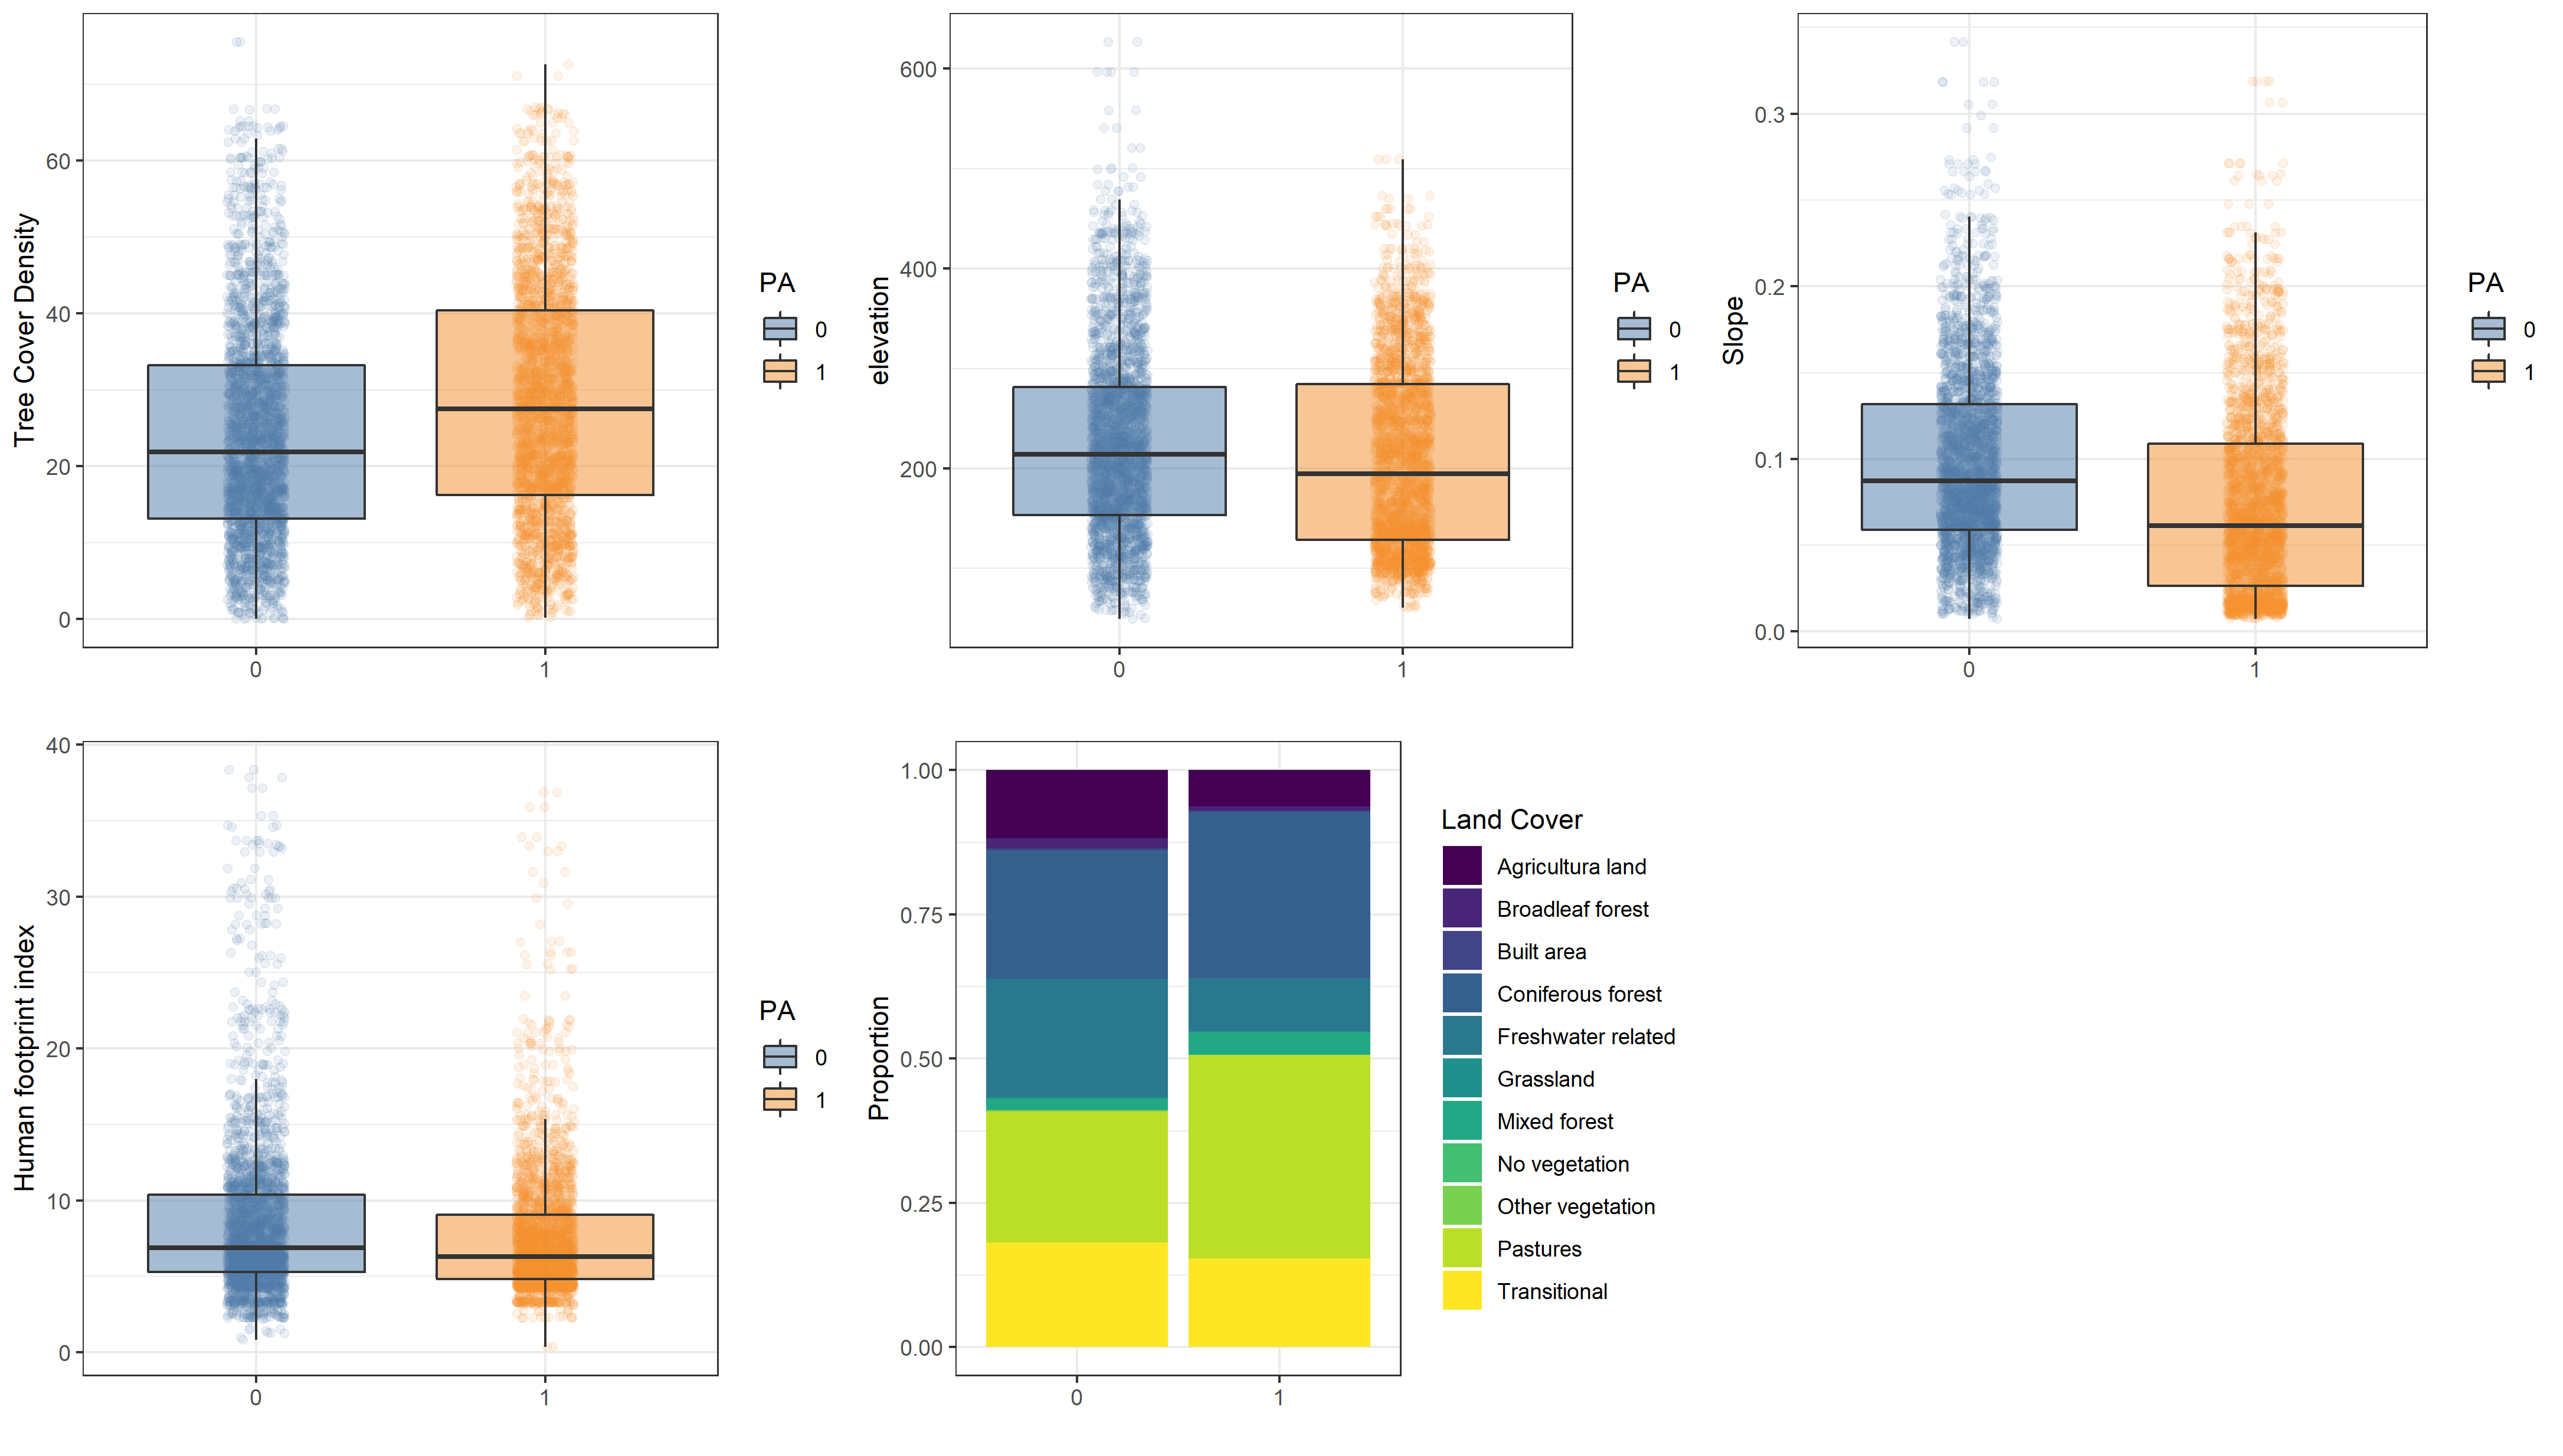 Tree Cover Density
60
40
20
0
0 1
PA
0
1
elevation
600
400
200
0 1
PA
0
1
Slope
0.3
0.2
0.1
0.0
0 1
PA
0
1
Human footprint index
40
30
20
10
0
0 1
PA
0
1
Proportion
1.00
0.75
0.50
0.25
0.00
0 1
Land Cover
Agricultura land
Broadleaf forest
Built area
Coniferous forest
Freshwater related
Grassland
Mixed forest
No vegetation
Other vegetation
Pastures
Transitional